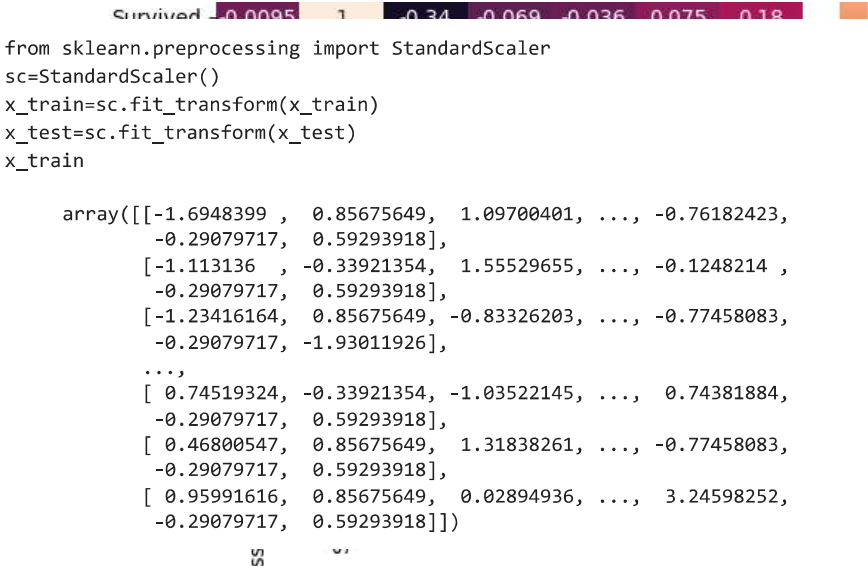 Survived -0.0095 1 -0.34 -0.069 -0.036 0.075 0.18
from sklearn.preprocessing import StandardScaler
sc=StandardScaler()
x_train=sc.fit_transform(x_train)
x_test=sc.fit_transform(x_test)
x_train
array([[-1.6948399 ,  0.85675649,  1.09700401, ..., -0.76182423,
-0.29079717,  0.59293918],
[-1.113136  , -0.33921354,  1.55529655, ..., -0.1248214 ,
-0.29079717,  0.59293918],
[-1.23416164,  0.85675649, -0.83326203, ..., -0.77458083,
-0.29079717, -1.93011926],
...,
[ 0.74519324, -0.33921354, -1.03522145, ...,  0.74381884,
-0.29079717,  0.59293918],
[ 0.46800547,  0.85675649,  1.31838261, ..., -0.77458083,
-0.29079717,  0.59293918],
[ 0.95991616,  0.85675649,  0.02894936, ...,  3.24598252,
-0.29079717,  0.59293918]])
ss